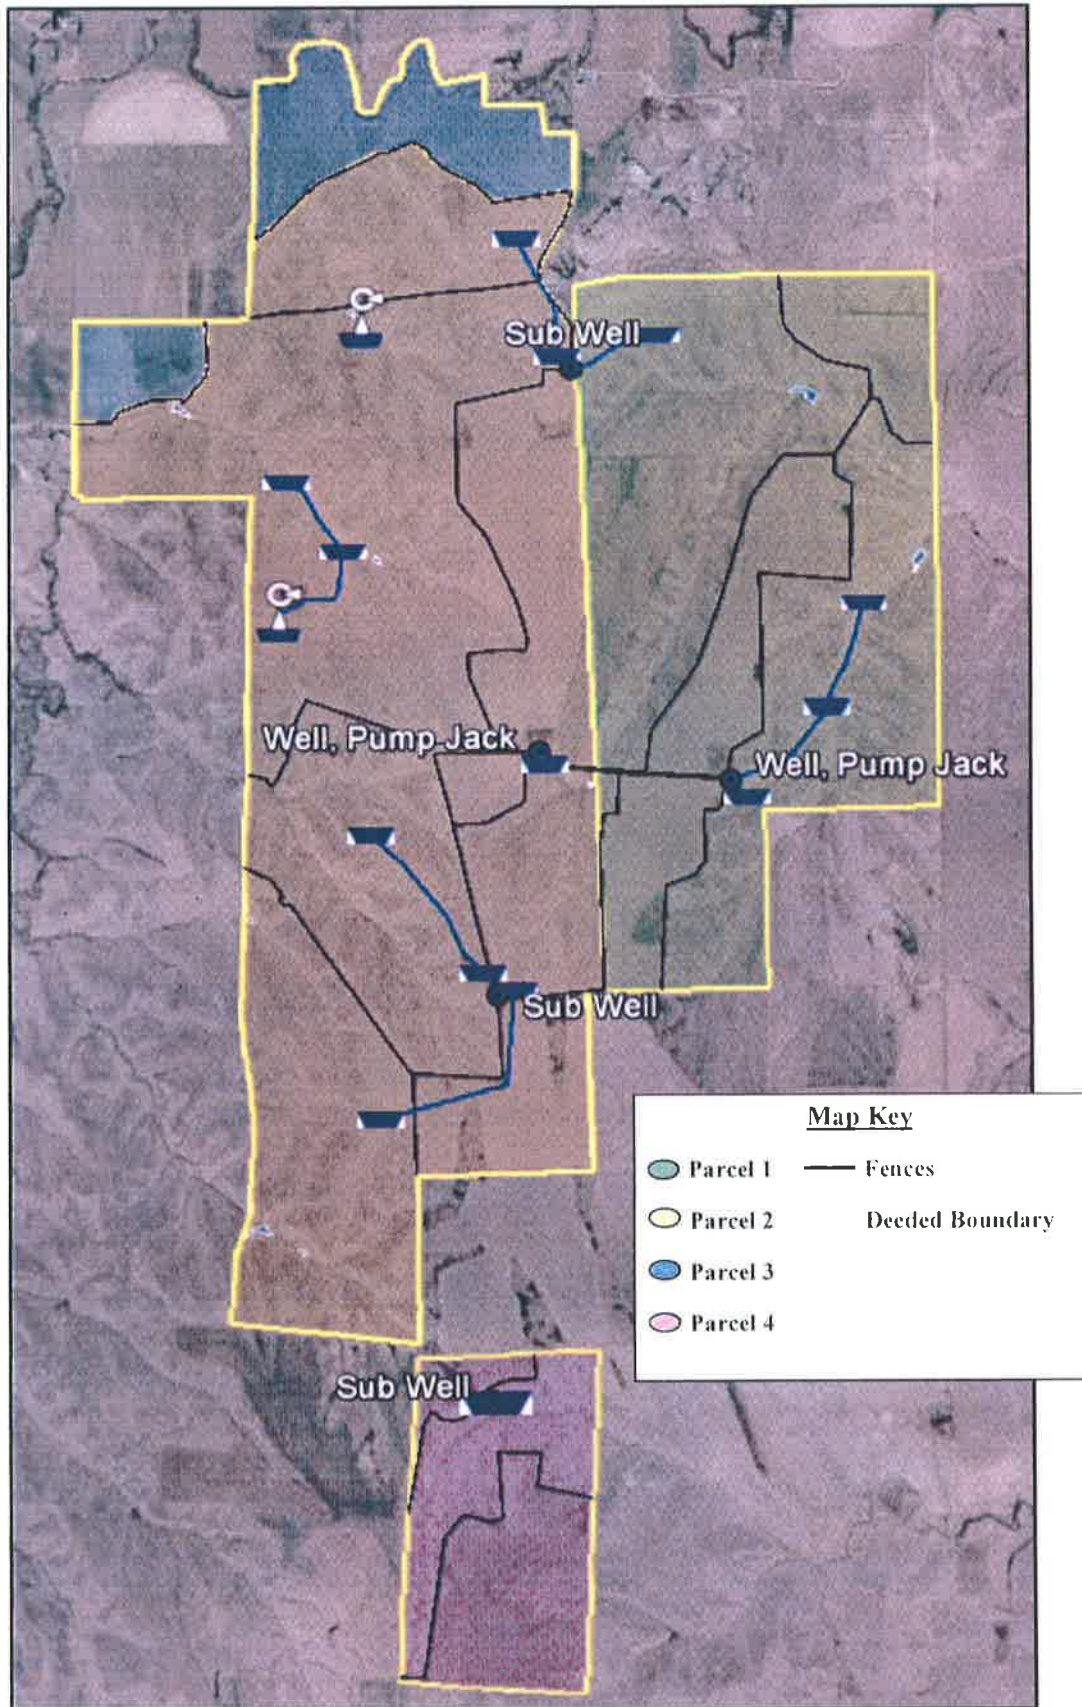 Sub Well
Well, Pump Jack
Well, Pump Jack
Sub Well
Map Key
Parcel 1
Fences
Parcel 2
Deeded Boundary
Parcel 3
Parcel 4
Sub Well